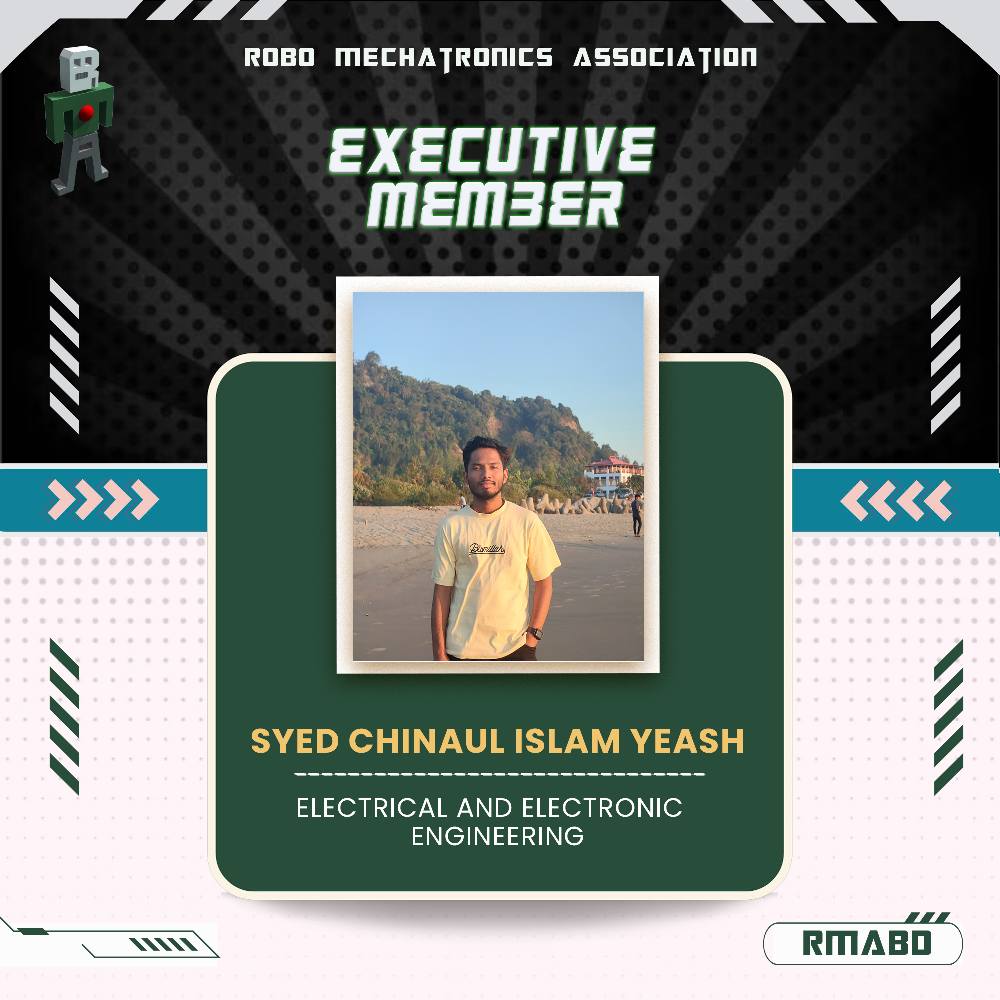 ROBO MECHATRONICS ASSOCIATION
EXECUTIVE
MEMBER
SYED CHINAUL ISLAM YEASH
ELECTRICAL AND ELECTRONIC
ENGINEERING
RMABD